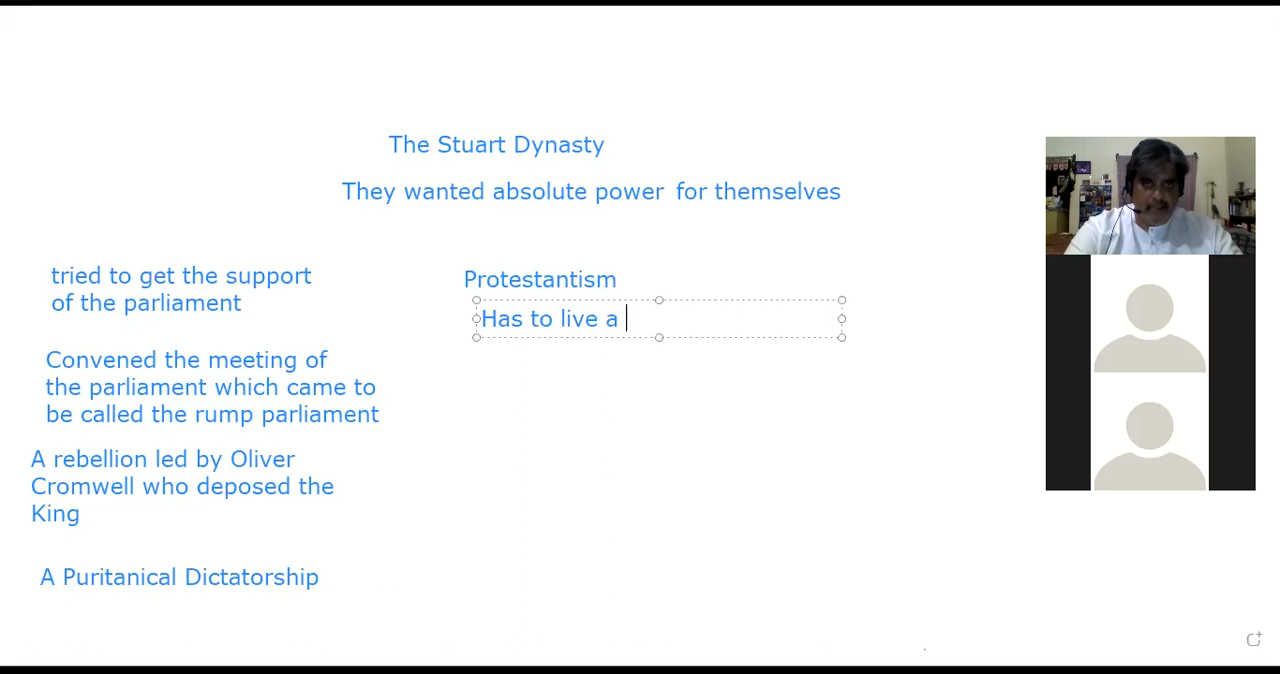 The Stuart Dynasty
They wanted absolute power for themselves
tried to get the support
of the parliament
Convened the meeting of
the parliament which came to
be called the rump parliament
A rebellion led by Oliver
Cromwell who deposed the
King
A Puritanical Dictatorship
Protestantism
Has to live a